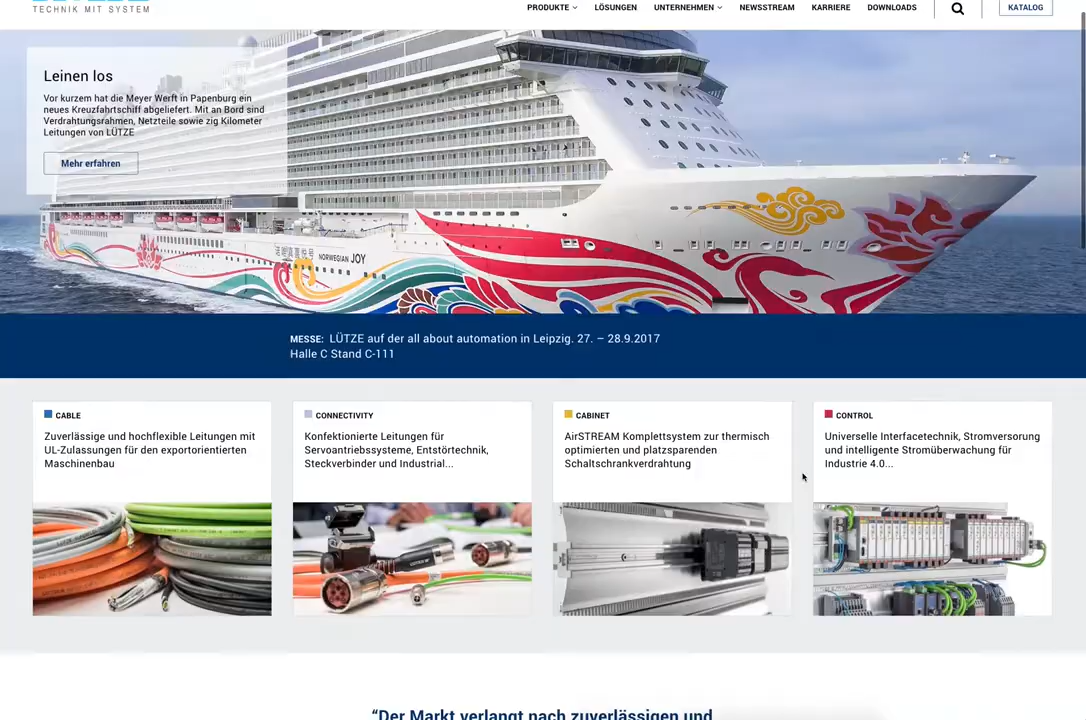 TECHNIK MIT SYSTEM
PRODUKTE
LÖSUNGEN
UNTERNEHMEN
NEWSSTREAM
KARRIERE
DOWNLOADS
KATALOG
Leinen los
Vor kurzem hat die Meyer Werft in Papenburg ein
neues Kreuzfahrtschiff abgeliefert. Mit an Bord sind
Verdrahtungsrahmen, Netzteile sowie zig Kilometer
Leitungen von LÜTZE
Mehr erfahren
NORWEGIAN JOY
MESSE: LÜTZE auf der all about automation in Leipzig. 27. – 28.9.2017
Halle C Stand C-111
CABLE
Zuverlässige und hochflexible Leitungen mit
UL-Zulassungen für den exportorientierten
Maschinenbau
CONNECTIVITY
Konfektionierte Leitungen für
Servoantriebssysteme, Entstörtechnik,
Steckverbinder und Industrial...
CABINET
AirSTREAM Komplettsystem zur thermisch
optimierten und platzsparenden
Schaltschrankverdrahtung
CONTROL
Universelle Interfacetechnik, Stromversorung
und intelligente Stromüberwachung für
Industrie 4.0...
“Der Markt verlangt nach zuverlässigen und